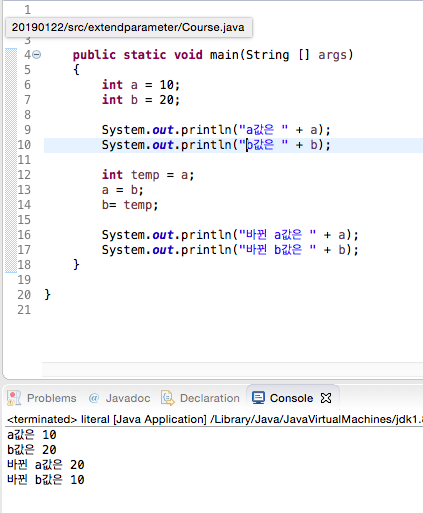 1
20190122/src/extendparameter/Course.java
3
4 public static void main(String [] args)
5 {
6 int a = 10;
7 int b = 20;
8
9 System.out.println("a값은 " + a);
10 System.out.println("b값은 " + b);
11
12 int temp = a;
13 a = b;
14 b= temp;
15
16 System.out.println("바뀐 a값은 " + a);
17 System.out.println("바뀐 b값은 " + b);
18 }
19
20 }
21
Problems @ Javadoc Declaration Console
<terminated> literal [Java Application] /Library/Java/JavaVirtualMachines/jdk1.8
a값은 10
b값은 20
바뀐 a값은 20
바뀐 b값은 10